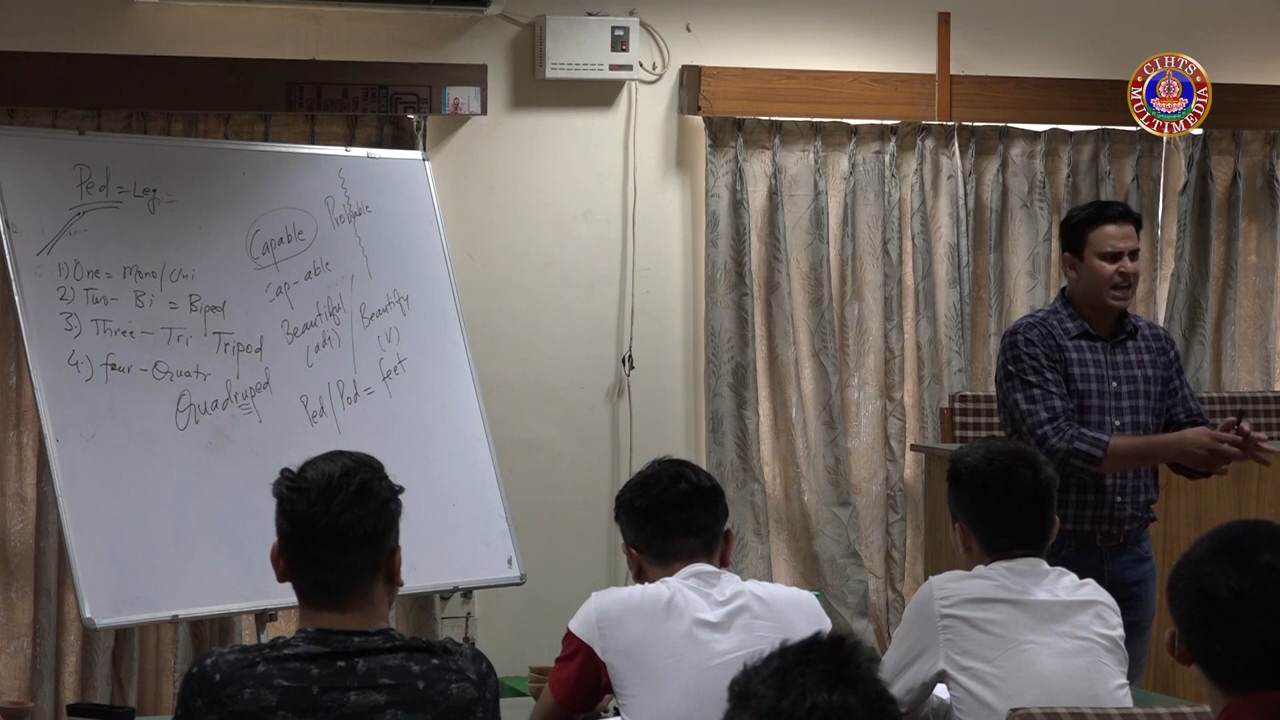 Ped = Leg =
1) One = Mono/Uni
2) Two - Bi = Biped
3.) Three - Tri Tripod
4.) four - Quatr
Quadruped
Capable
Probable
Cap-able
Beautiful / Beautify
(adj.) (V)
Ped/Pod = feet
CIHTS
MULTIMEDIA